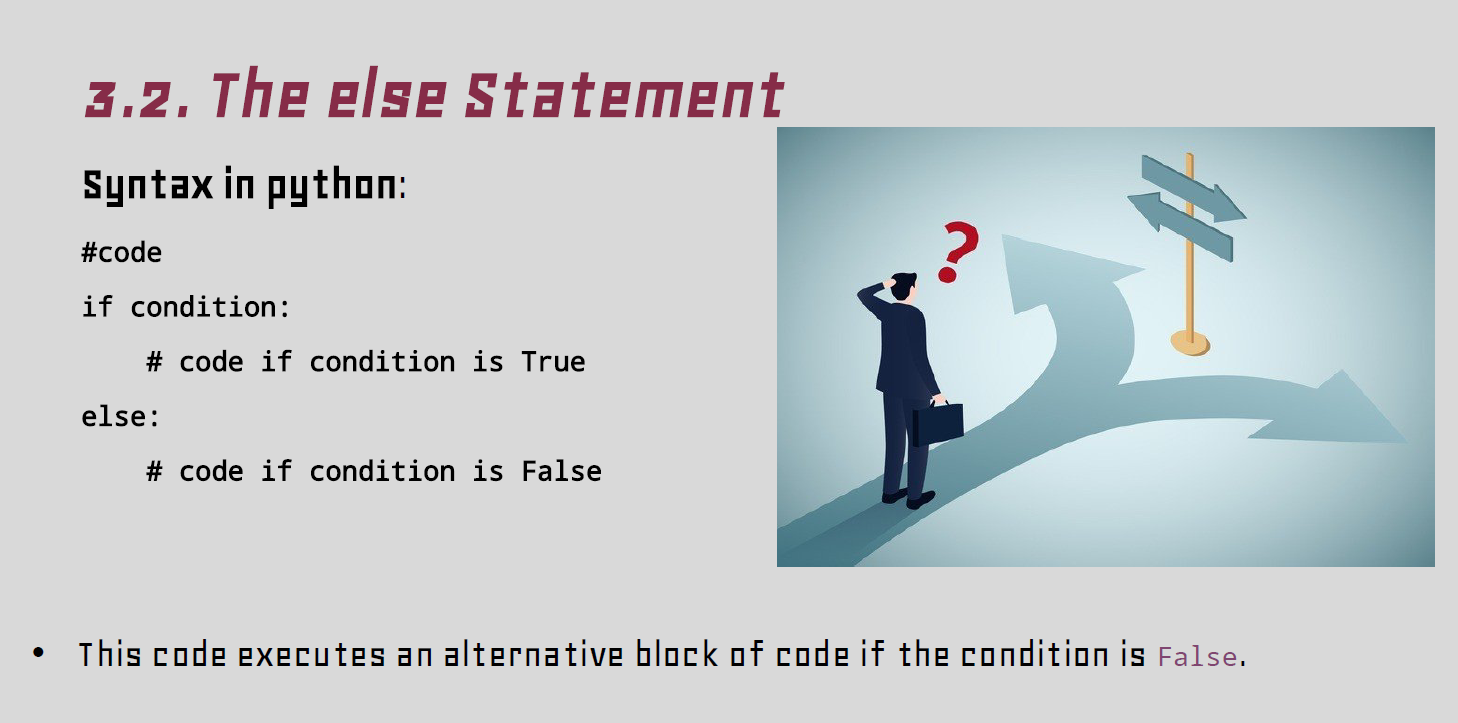 3.2. The else Statement
Syntax in python:
#code
if condition:
    # code if condition is True
else:
    # code if condition is False
?
• This code executes an alternative block of code if the condition is False.